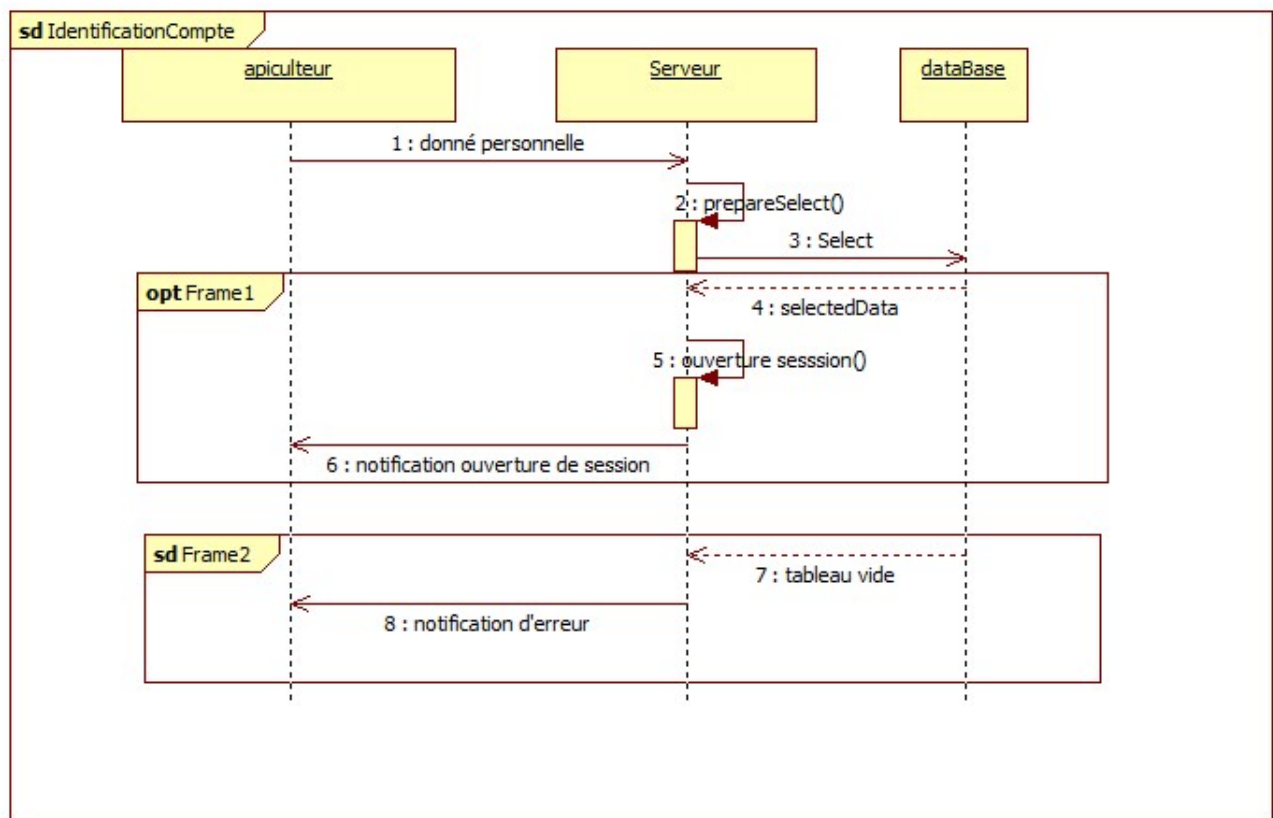 sd IdentificationCompte
apiculteur
Serveur
dataBase
1 : donné personnelle
2 : prepareSelect()
3 : Select
opt Frame1
4 : selectedData
5 : ouverture sesssion()
6 : notification ouverture de session
sd Frame2
7 : tableau vide
8 : notification d'erreur